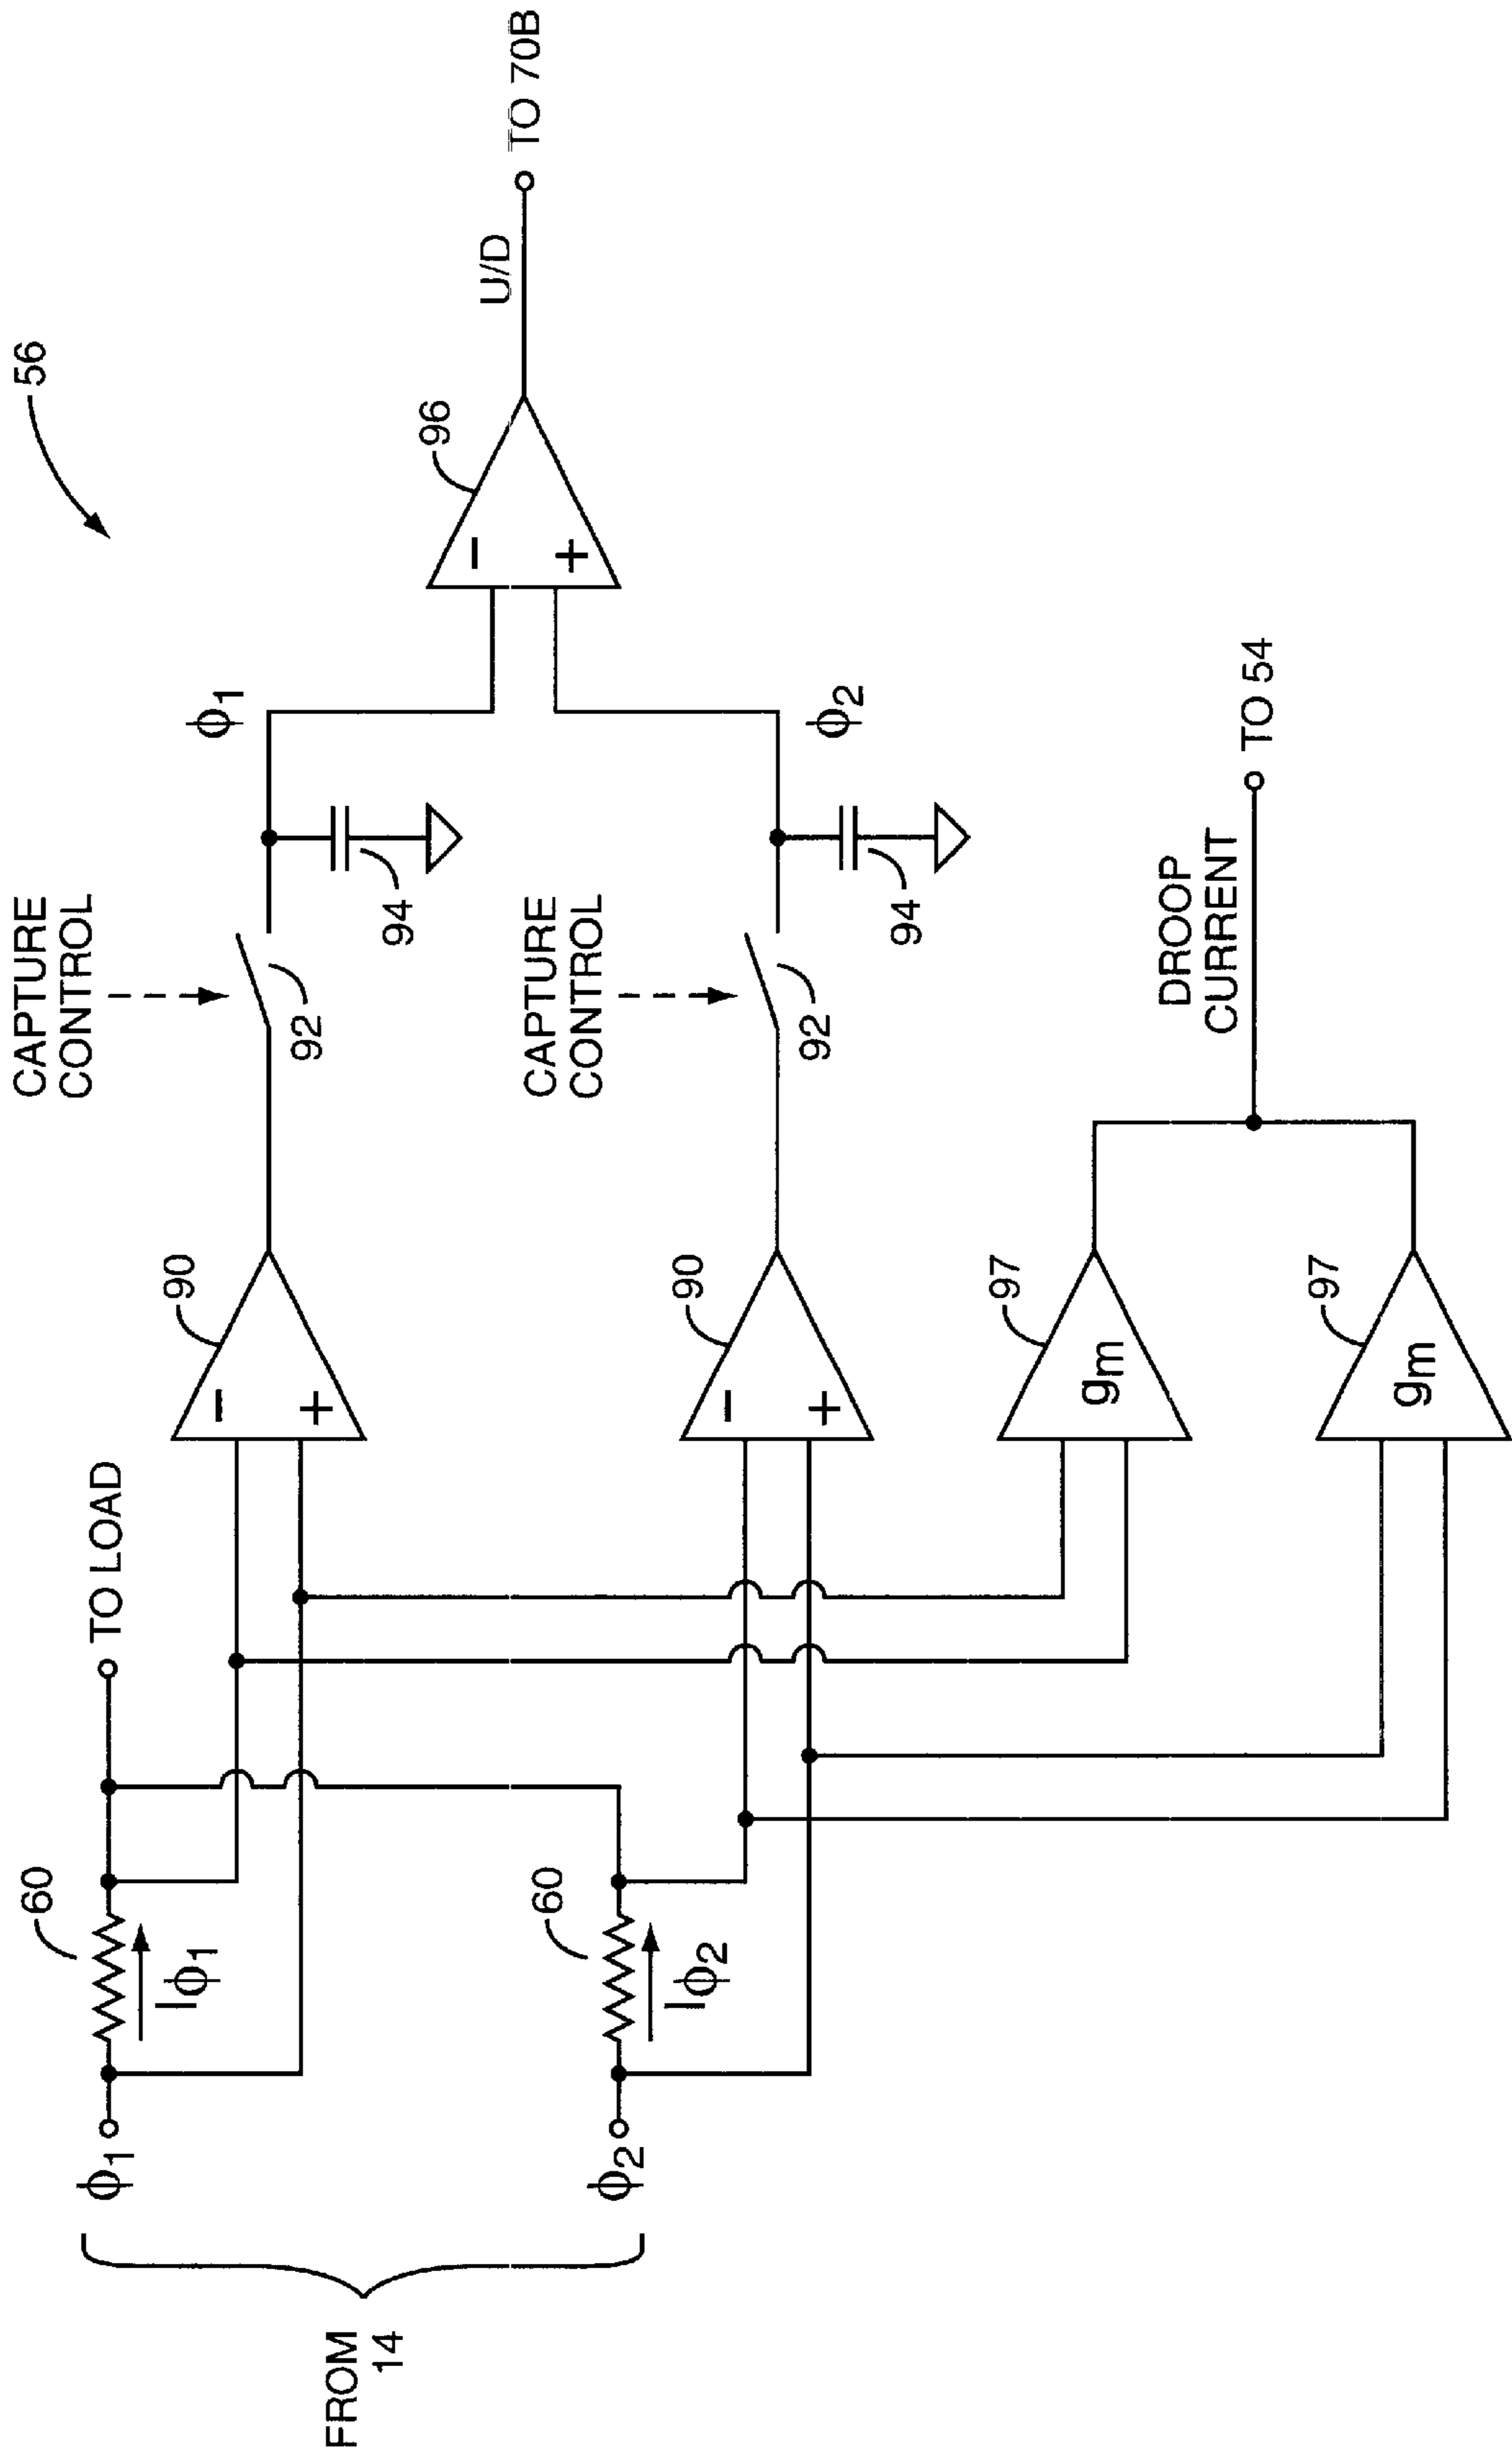 56
CAPTURE
CONTROL
TO LOAD
90
−
+
92
94
ϕ1
60
Iϕ1
ϕ1
96
−
+
U/D
TO 70B
CAPTURE
CONTROL
90
−
+
92
94
ϕ2
60
Iϕ2
ϕ2
FROM
14
97
gm
97
gm
DROOP
CURRENT
TO 54